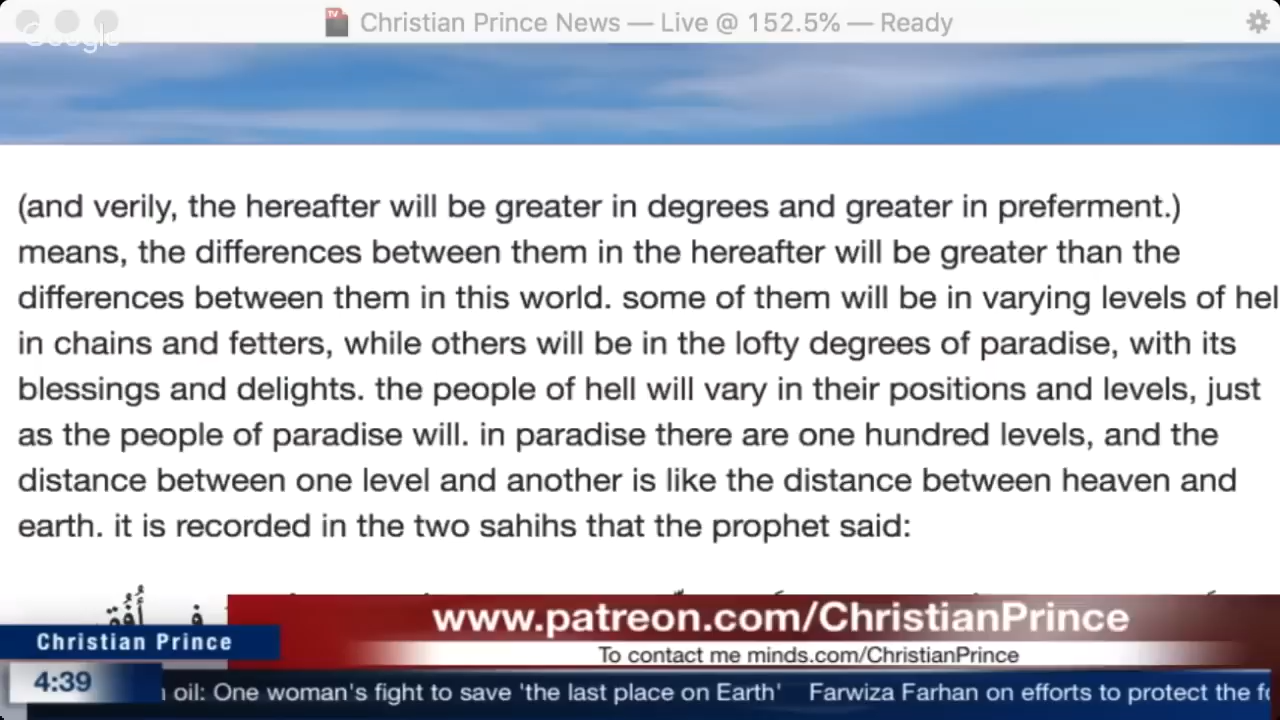 Christian Prince News — Live @ 152.5% — Ready
Google
(and verily, the hereafter will be greater in degrees and greater in preferment.)
means, the differences between them in the hereafter will be greater than the
differences between them in this world. some of them will be in varying levels of hel
in chains and fetters, while others will be in the lofty degrees of paradise, with its
blessings and delights. the people of hell will vary in their positions and levels, just
as the people of paradise will. in paradise there are one hundred levels, and the
distance between one level and another is like the distance between heaven and
earth. it is recorded in the two sahihs that the prophet said:
www.patreon.com/ChristianPrince
Christian Prince
To contact me minds.com/ChristianPrince
4:39
oil: One woman's fight to save 'the last place on Earth' Farwiza Farhan on efforts to protect the